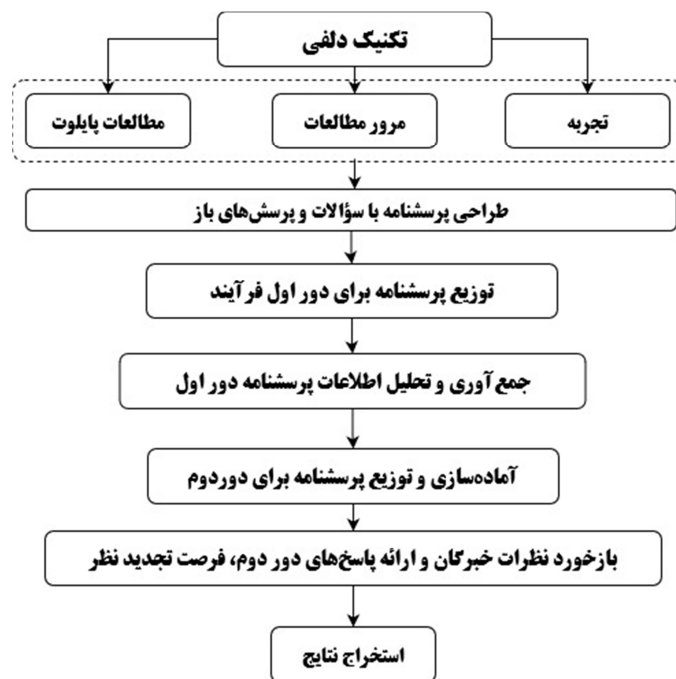 تکنیک دلفی
تجربه
مرور مطالعات
مطالعات پایلوت
طراحی پرسشنامه با سؤالات و پرسش‌های باز
توزیع پرسشنامه برای دور اول فرآیند
جمع‌آوری و تحلیل اطلاعات پرسشنامه دور اول
آماده‌سازی و توزیع پرسشنامه برای دوردوم
بازخورد نظرات خبرگان و ارائه پاسخ‌های دور دوم، فرصت تجدید نظر
استخراج نتایج